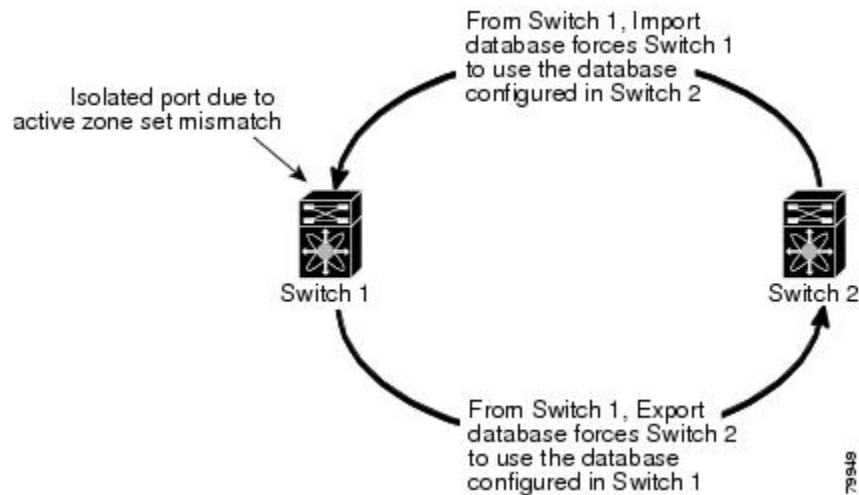 From Switch 1, Import
database forces Switch 1
to use the database
configured in Switch 2
Isolated port due to
active zone set mismatch
Switch 1
Switch 2
From Switch 1, Export
database forces Switch 2
to use the database
configured in Switch 1
79949